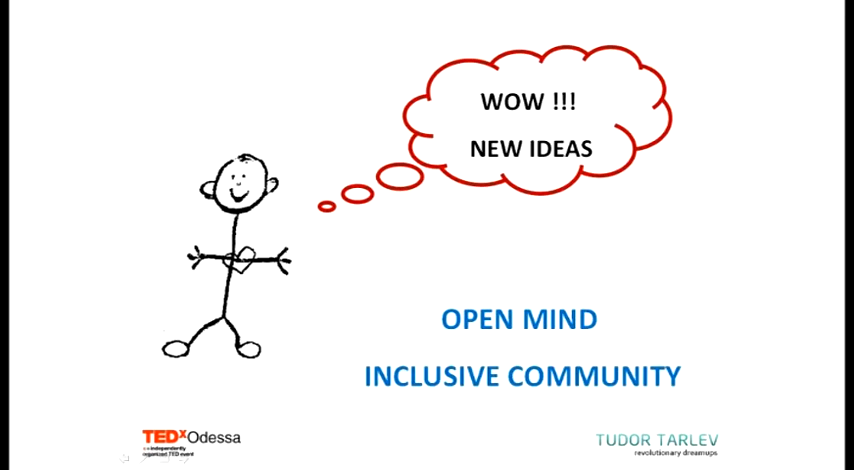 WOW !!!
NEW IDEAS
OPEN MIND
INCLUSIVE COMMUNITY
TEDxOdessa
x = independently
organized TED event
TUDOR TARLEV
revolutionary dreamups